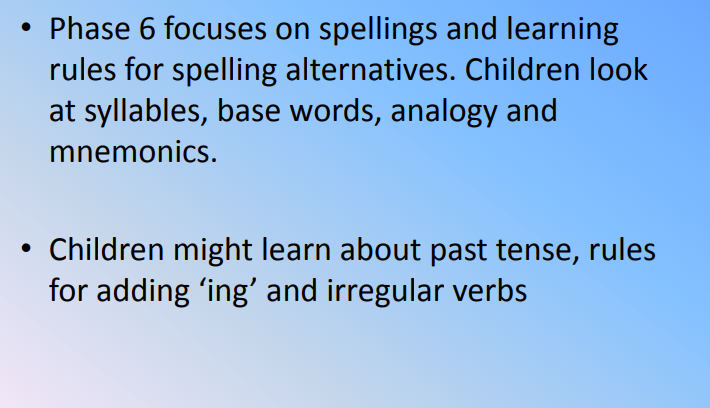 • Phase 6 focuses on spellings and learning
rules for spelling alternatives. Children look
at syllables, base words, analogy and
mnemonics.
• Children might learn about past tense, rules
for adding ‘ing’ and irregular verbs